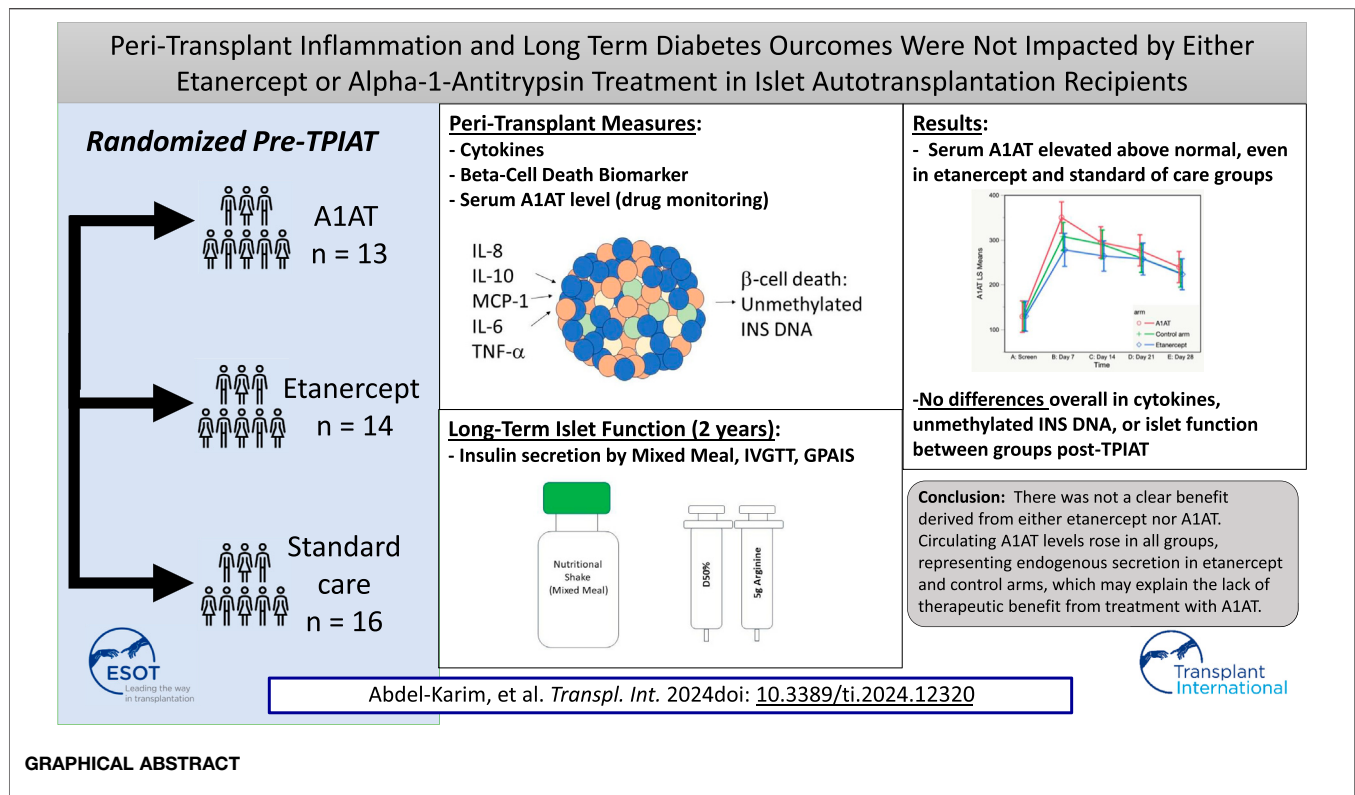 Peri-Transplant Inflammation and Long Term Diabetes Ourcomes Were Not Impacted by Either
Etanercept or Alpha-1-Antitrypsin Treatment in Islet Autotransplantation Recipients
Randomized Pre-TPIAT
A1AT
n = 13
Etanercept
n = 14
Standard
care
n = 16
ESOT
Leading the way
in transplantation
Peri-Transplant Measures:
- Cytokines
- Beta-Cell Death Biomarker
- Serum A1AT level (drug monitoring)
IL-8
IL-10
MCP-1
IL-6
TNF-α
β-cell death:
Unmethylated
INS DNA
Long-Term Islet Function (2 years):
- Insulin secretion by Mixed Meal, IVGTT, GPAIS
Nutritional
Shake
(Mixed Meal)
D50%
5g Arginine
Results:
- Serum A1AT elevated above normal, even
in etanercept and standard of care groups
400
300
200
100
A1AT LS Means
arm
A1AT
Control arm
Etanercept
A: Screen B: Day 7 C: Day 14 D: Day 21 E: Day 28
Time
-No differences overall in cytokines,
unmethylated INS DNA, or islet function
between groups post-TPIAT
Conclusion: There was not a clear benefit
derived from either etanercept nor A1AT.
Circulating A1AT levels rose in all groups,
representing endogenous secretion in etanercept
and control arms, which may explain the lack of
therapeutic benefit from treatment with A1AT.
Transplant
International
Abdel-Karim, et al. Transpl. Int. 2024doi: 10.3389/ti.2024.12320
GRAPHICAL ABSTRACT